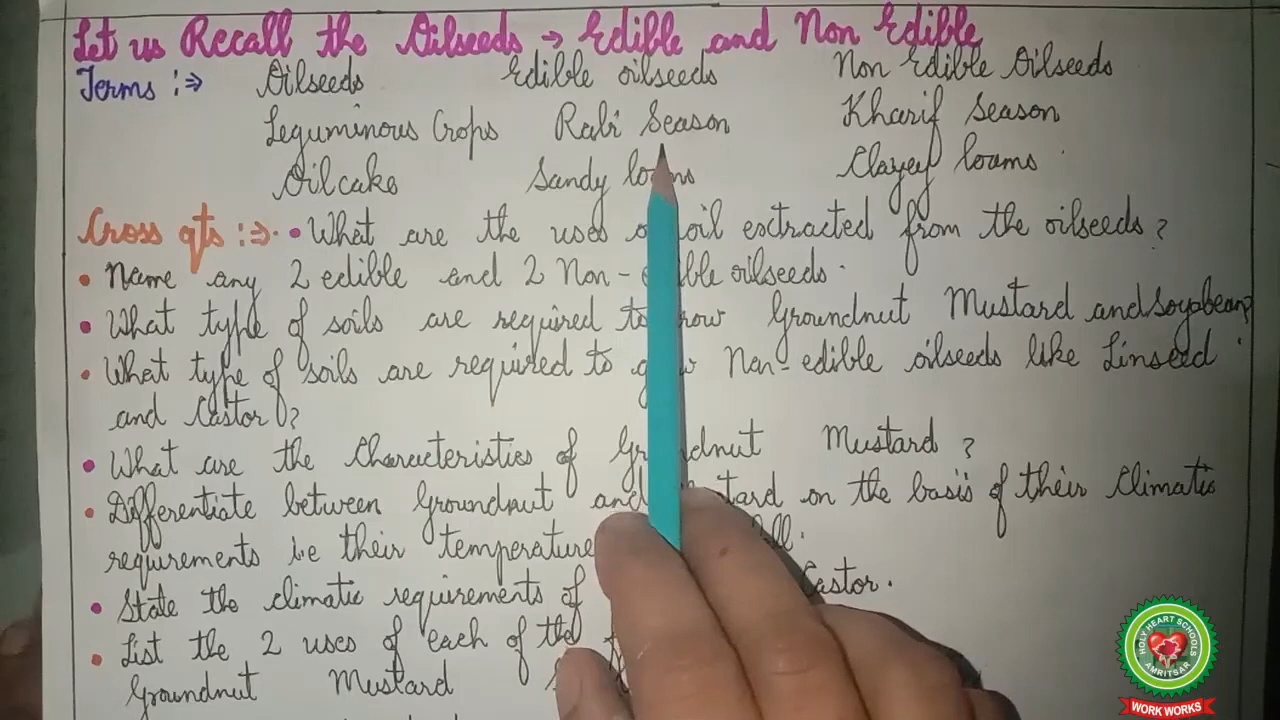 Let us Recall the Oilseeds → Edible and Non Edible
Terms :⇒ Oilseeds Edible oilseeds Non Edible Oilseeds
Leguminous Crops Rabi Season Kharif Season
Oilcake Sandy loams Clayey loams
Cross qts :⇒ • What are the uses oil extracted from the oilseeds?
• Name any 2 edible and 2 Non-edible oilseeds.
• What type of soils are required to Groundnut Mustard and Soyabean?
• What type of soils are required to Non-edible oilseeds like Linseed
and Castor?
• What are the characteristics of Groundnut Mustard?
• Differentiate between Groundnut and on the basis of their Climatic
requirements i.e their temperature
• State the climatic requirements of Castor.
• List the 2 uses of each of the
Groundnut Mustard
HOLY HEART SCHOOLS
AMRITSAR
WORK WORKS